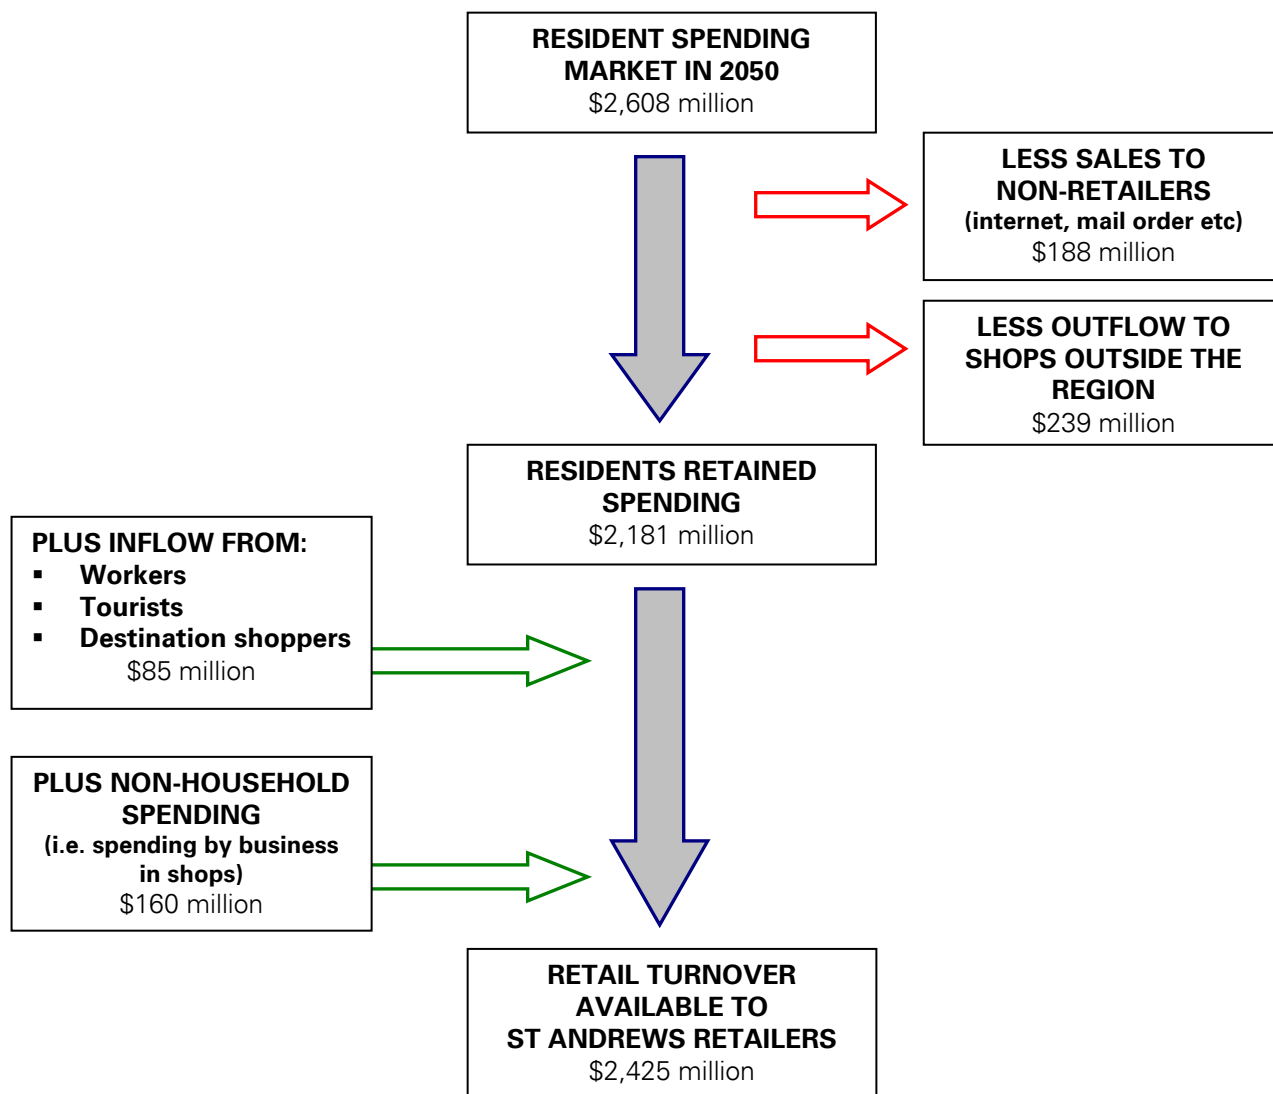 RESIDENT SPENDING
MARKET IN 2050
$2,608 million
LESS SALES TO
NON-RETAILERS
(internet, mail order etc)
$188 million
LESS OUTFLOW TO
SHOPS OUTSIDE THE
REGION
$239 million
RESIDENTS RETAINED
SPENDING
$2,181 million
PLUS INFLOW FROM:
▪ Workers
▪ Tourists
▪ Destination shoppers
$85 million
PLUS NON-HOUSEHOLD
SPENDING
(i.e. spending by business
in shops)
$160 million
RETAIL TURNOVER
AVAILABLE TO
ST ANDREWS RETAILERS
$2,425 million